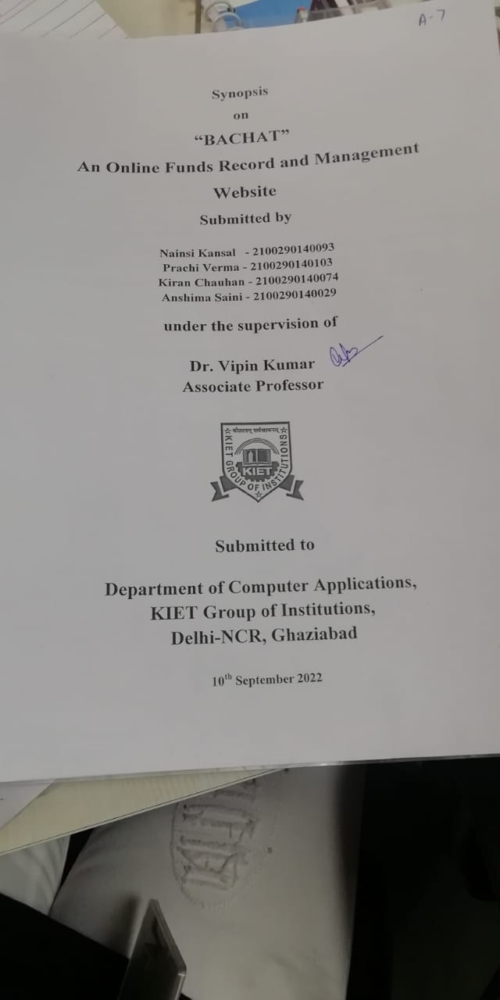 A-7
Synopsis
on
“BACHAT”
An Online Funds Record and Management
Website
Submitted by
Nainsi Kansal - 2100290140093
Prachi Verma - 2100290140103
Kiran Chauhan - 2100290140074
Anshima Saini - 2100290140029
under the supervision of
Dr. Vipin Kumar
Associate Professor
KIET GROUP OF INSTITUTIONS
KIET
Submitted to
Department of Computer Applications,
KIET Group of Institutions,
Delhi-NCR, Ghaziabad
10th September 2022